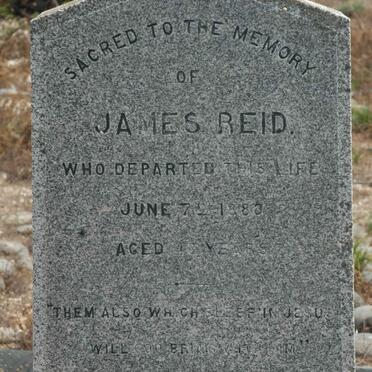 SACRED TO THE MEMORY
OF
JAMES REID.
WHO DEPARTED THIS LIFE
JUNE
AGED
"THEM ALSO WHICH SLEEP IN JESUS
WILL GOD BRING WITH HIM"